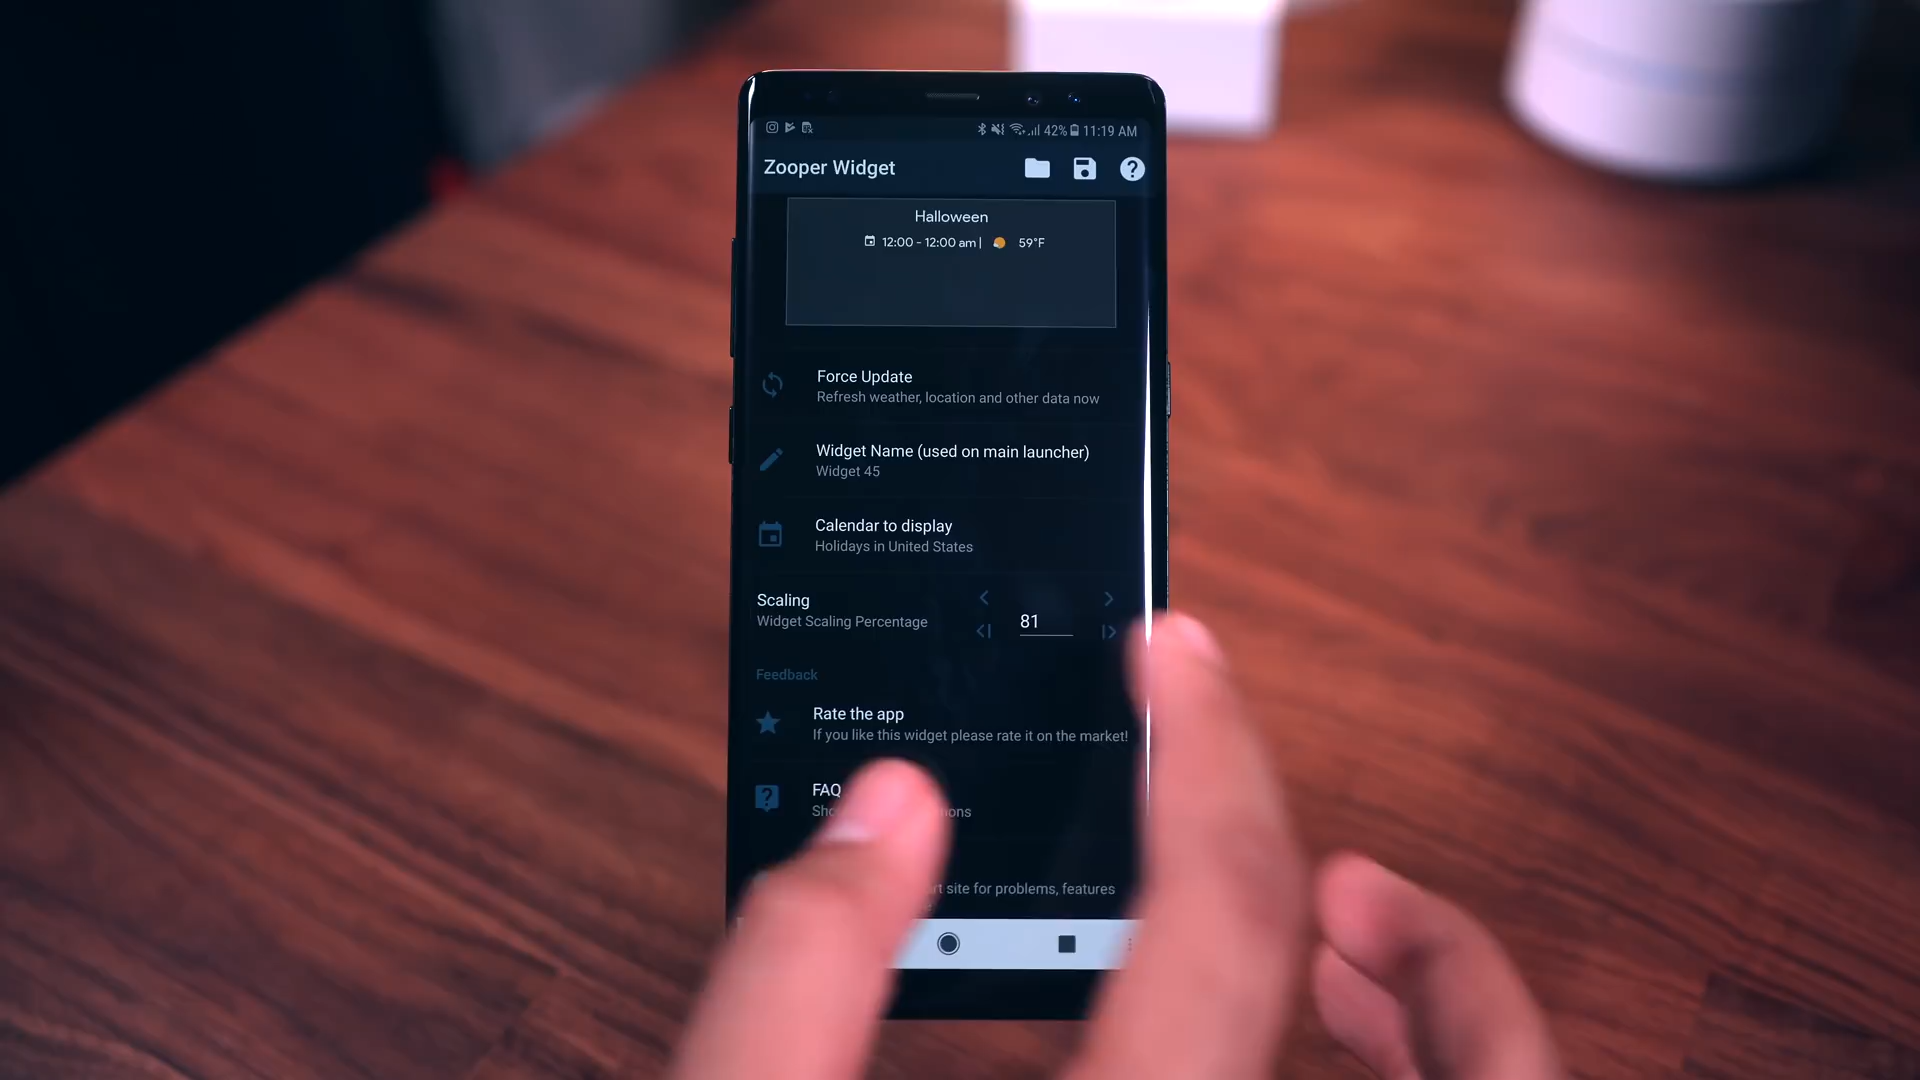 42% 11:19 AM
Zooper Widget
Halloween
12:00 - 12:00 am | 59°F
Force Update
Refresh weather, location and other data now
Widget Name (used on main launcher)
Widget 45
Calendar to display
Holidays in United States
Scaling
Widget Scaling Percentage
81
Feedback
Rate the app
If you like this widget please rate it on the market!
FAQ
site for problems, features